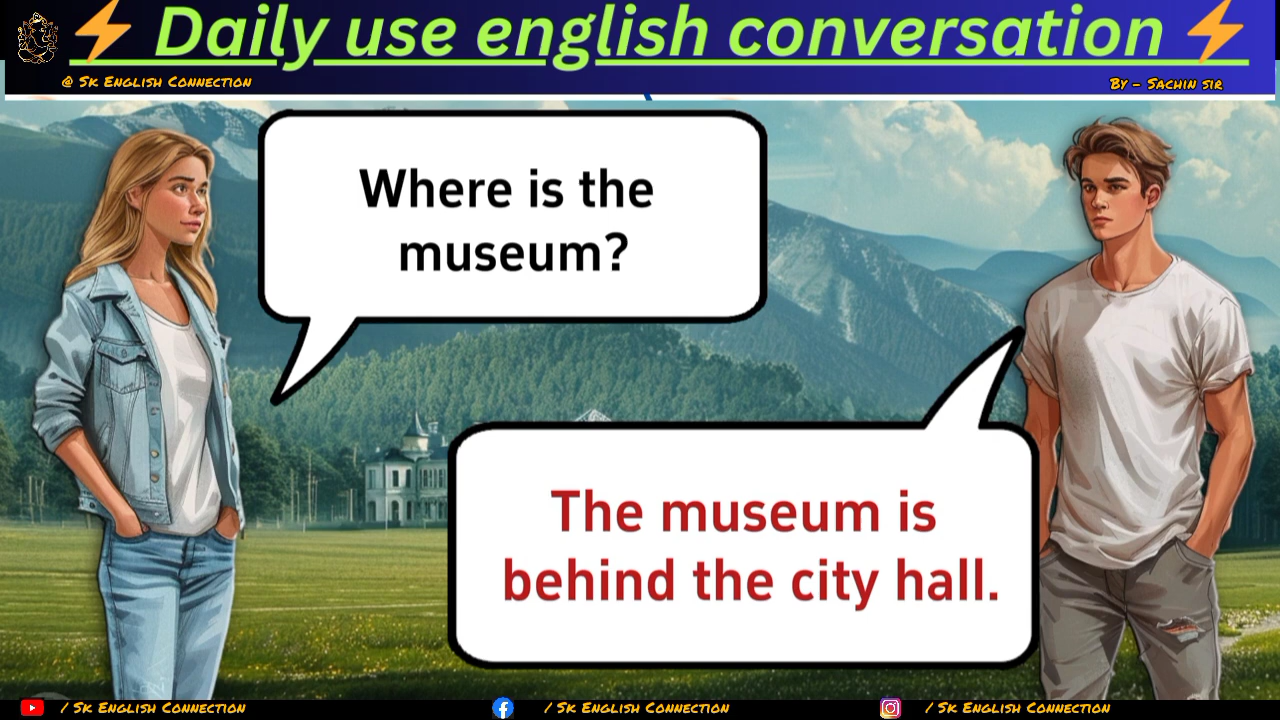 ⚡ Daily use english conversation ⚡
@ Sk English Connection
By - Sachin sir
Where is the
museum?
The museum is
behind the city hall.
/ Sk English Connection
/ Sk English Connection
/ Sk English Connection